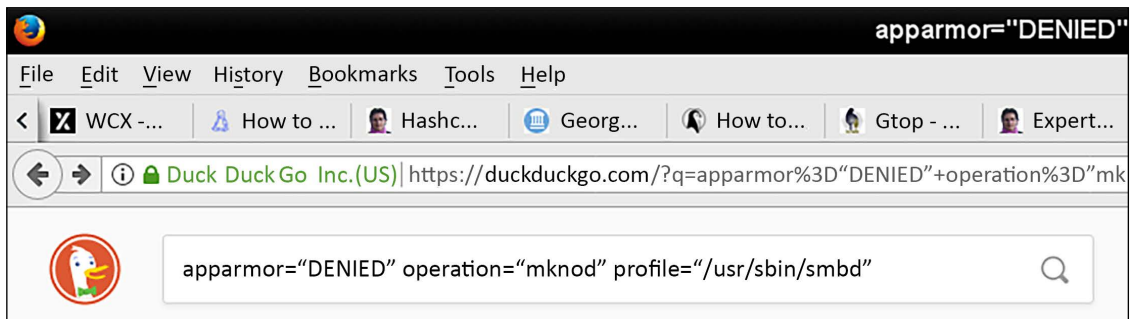 apparmor="DENIED"
File Edit View History Bookmarks Tools Help
WCX -... How to ... Hashc... Georg... How to... Gtop - ... Expert...
Duck Duck Go Inc.(US) https://duckduckgo.com/?q=apparmor%3D“DENIED”+operation%3D”mk
apparmor=“DENIED” operation=“mknod” profile=“/usr/sbin/smbd”